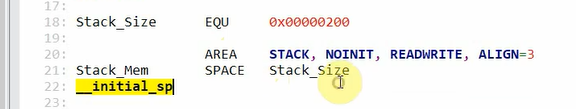 17:
18: Stack_Size EQU 0x00000200
19:
20: AREA STACK, NOINIT, READWRITE, ALIGN=3
21: Stack_Mem SPACE Stack_Size
22: __initial_sp
23: